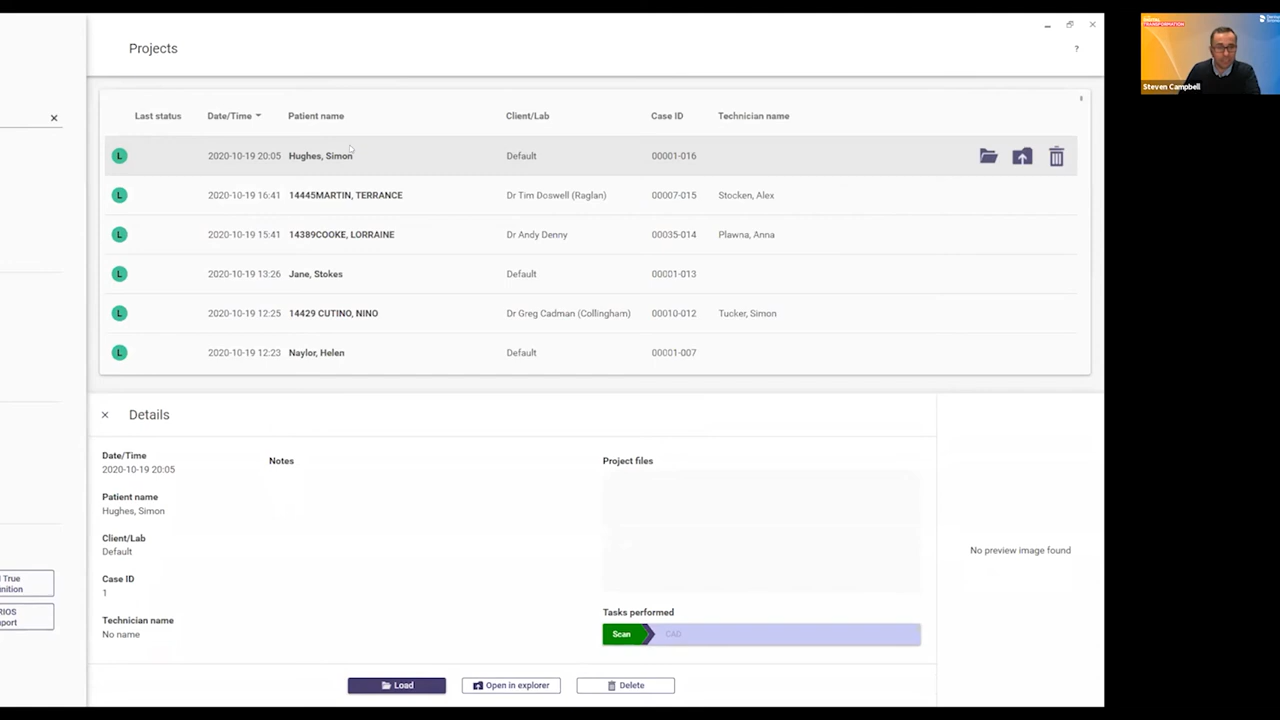 Projects
?
Last status Date/Time Patient name Client/Lab Case ID Technician name
L 2020-10-19 20:05 Hughes, Simon Default 00001-016
L 2020-10-19 16:41 14445MARTIN, TERRANCE Dr Tim Doswell (Raglan) 00007-015 Stocken, Alex
L 2020-10-19 15:41 14389COOKE, LORRAINE Dr Andy Denny 00035-014 Plawna, Anna
L 2020-10-19 13:26 Jane, Stokes Default 00001-013
L 2020-10-19 12:25 14429 CUTINO, NINO Dr Greg Cadman (Collingham) 00010-012 Tucker, Simon
L 2020-10-19 12:23 Naylor, Helen Default 00001-007
Details
Date/Time
2020-10-19 20:05
Patient name
Hughes, Simon
Client/Lab
Default
Case ID
1
Technician name
No name
Notes
Project files
Tasks performed
Scan CAD
No preview image found
Load Open in explorer Delete
True
nition
RIOS
port
TRANSFORMATION
Steven Campbell